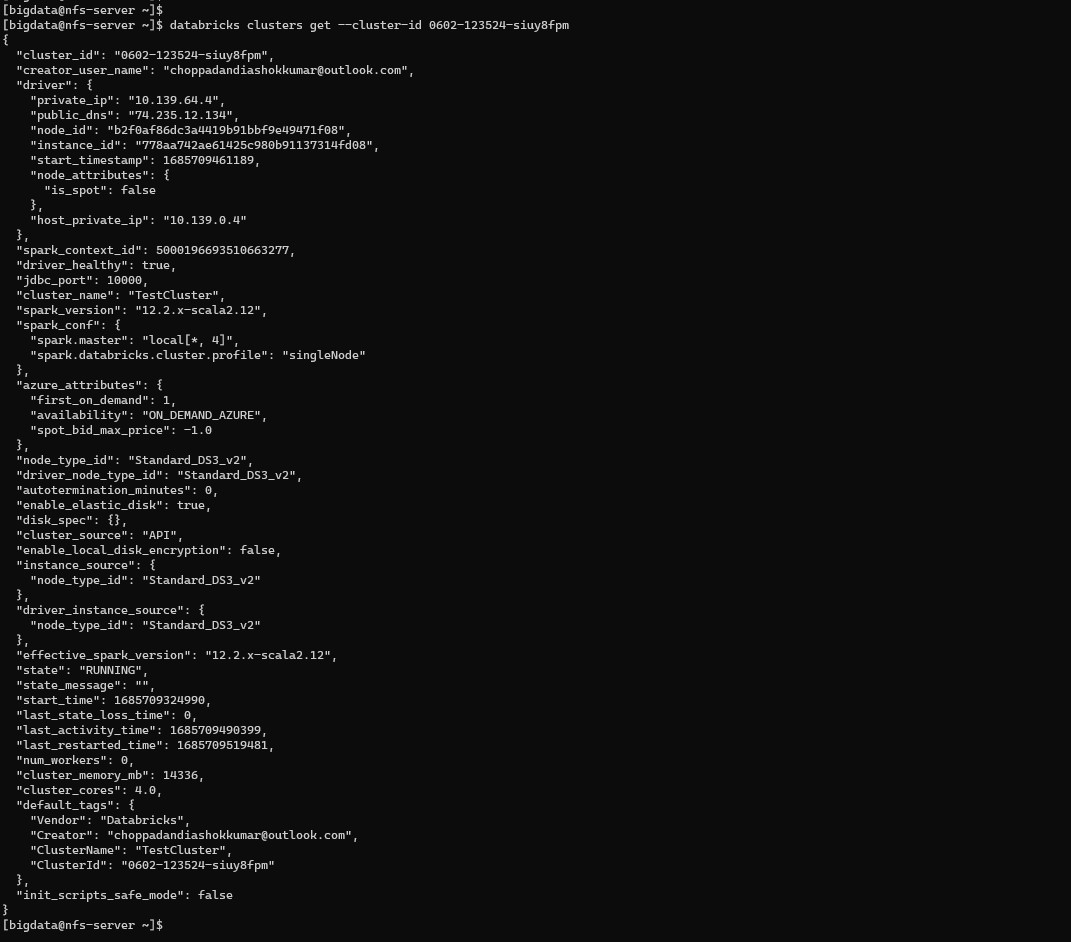 [bigdata@nfs-server ~]$
[bigdata@nfs-server ~]$ databricks clusters get --cluster-id 0602-123524-siuy8fpm
{
  "cluster_id": "0602-123524-siuy8fpm",
  "creator_user_name": "choppadandiashokkumar@outlook.com",
  "driver": {
    "private_ip": "10.139.64.4",
    "public_dns": "74.235.12.134",
    "node_id": "b2f0af86dc3a4419b91bbf9e49471f08",
    "instance_id": "778aa742ae61425c980b91137314fd08",
    "start_timestamp": 1685709461189,
    "node_attributes": {
      "is_spot": false
    },
    "host_private_ip": "10.139.0.4"
  },
  "spark_context_id": 5000196693510663277,
  "driver_healthy": true,
  "jdbc_port": 10000,
  "cluster_name": "TestCluster",
  "spark_version": "12.2.x-scala2.12",
  "spark_conf": {
    "spark.master": "local[*, 4]",
    "spark.databricks.cluster.profile": "singleNode"
  },
  "azure_attributes": {
    "first_on_demand": 1,
    "availability": "ON_DEMAND_AZURE",
    "spot_bid_max_price": -1.0
  },
  "node_type_id": "Standard_DS3_v2",
  "driver_node_type_id": "Standard_DS3_v2",
  "autotermination_minutes": 0,
  "enable_elastic_disk": true,
  "disk_spec": {},
  "cluster_source": "API",
  "enable_local_disk_encryption": false,
  "instance_source": {
    "node_type_id": "Standard_DS3_v2"
  },
  "driver_instance_source": {
    "node_type_id": "Standard_DS3_v2"
  },
  "effective_spark_version": "12.2.x-scala2.12",
  "state": "RUNNING",
  "state_message": "",
  "start_time": 1685709324990,
  "last_state_loss_time": 0,
  "last_activity_time": 1685709490399,
  "last_restarted_time": 1685709519481,
  "num_workers": 0,
  "cluster_memory_mb": 14336,
  "cluster_cores": 4.0,
  "default_tags": {
    "Vendor": "Databricks",
    "Creator": "choppadandiashokkumar@outlook.com",
    "ClusterName": "TestCluster",
    "ClusterId": "0602-123524-siuy8fpm"
  },
  "init_scripts_safe_mode": false
}
[bigdata@nfs-server ~]$